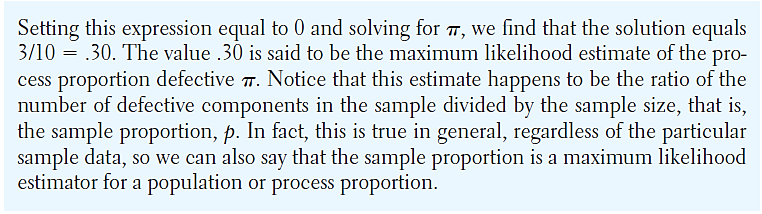 Setting this expression equal to 0 and solving for π, we find that the solution equals
3/10 = .30. The value .30 is said to be the maximum likelihood estimate of the pro-
cess proportion defective π. Notice that this estimate happens to be the ratio of the
number of defective components in the sample divided by the sample size, that is,
the sample proportion, p. In fact, this is true in general, regardless of the particular
sample data, so we can also say that the sample proportion is a maximum likelihood
estimator for a population or process proportion.